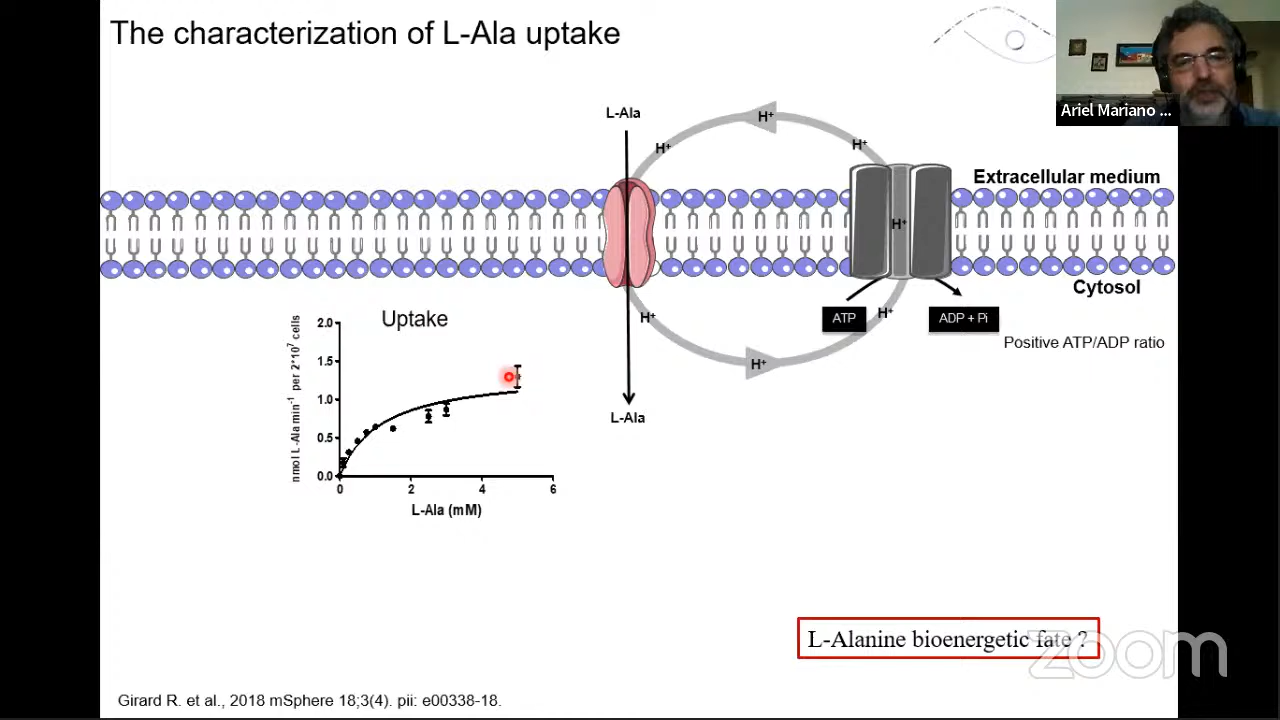 The characterization of L-Ala uptake
Ariel Mariano ...
L-Ala
H⁺
H⁺
H⁺
Extracellular medium
H⁺
Cytosol
ATP
H⁺
ADP + Pi
Positive ATP/ADP ratio
H⁺
H⁺
L-Ala
Uptake
nmol L-Ala min⁻¹ per 2*10⁷ cells
2.0
1.5
1.0
0.5
0.0
0
2
4
6
L-Ala (mM)
L-Alanine bioenergetic fate ?
zoom
Girard R. et al., 2018 mSphere 18;3(4). pii: e00338-18.